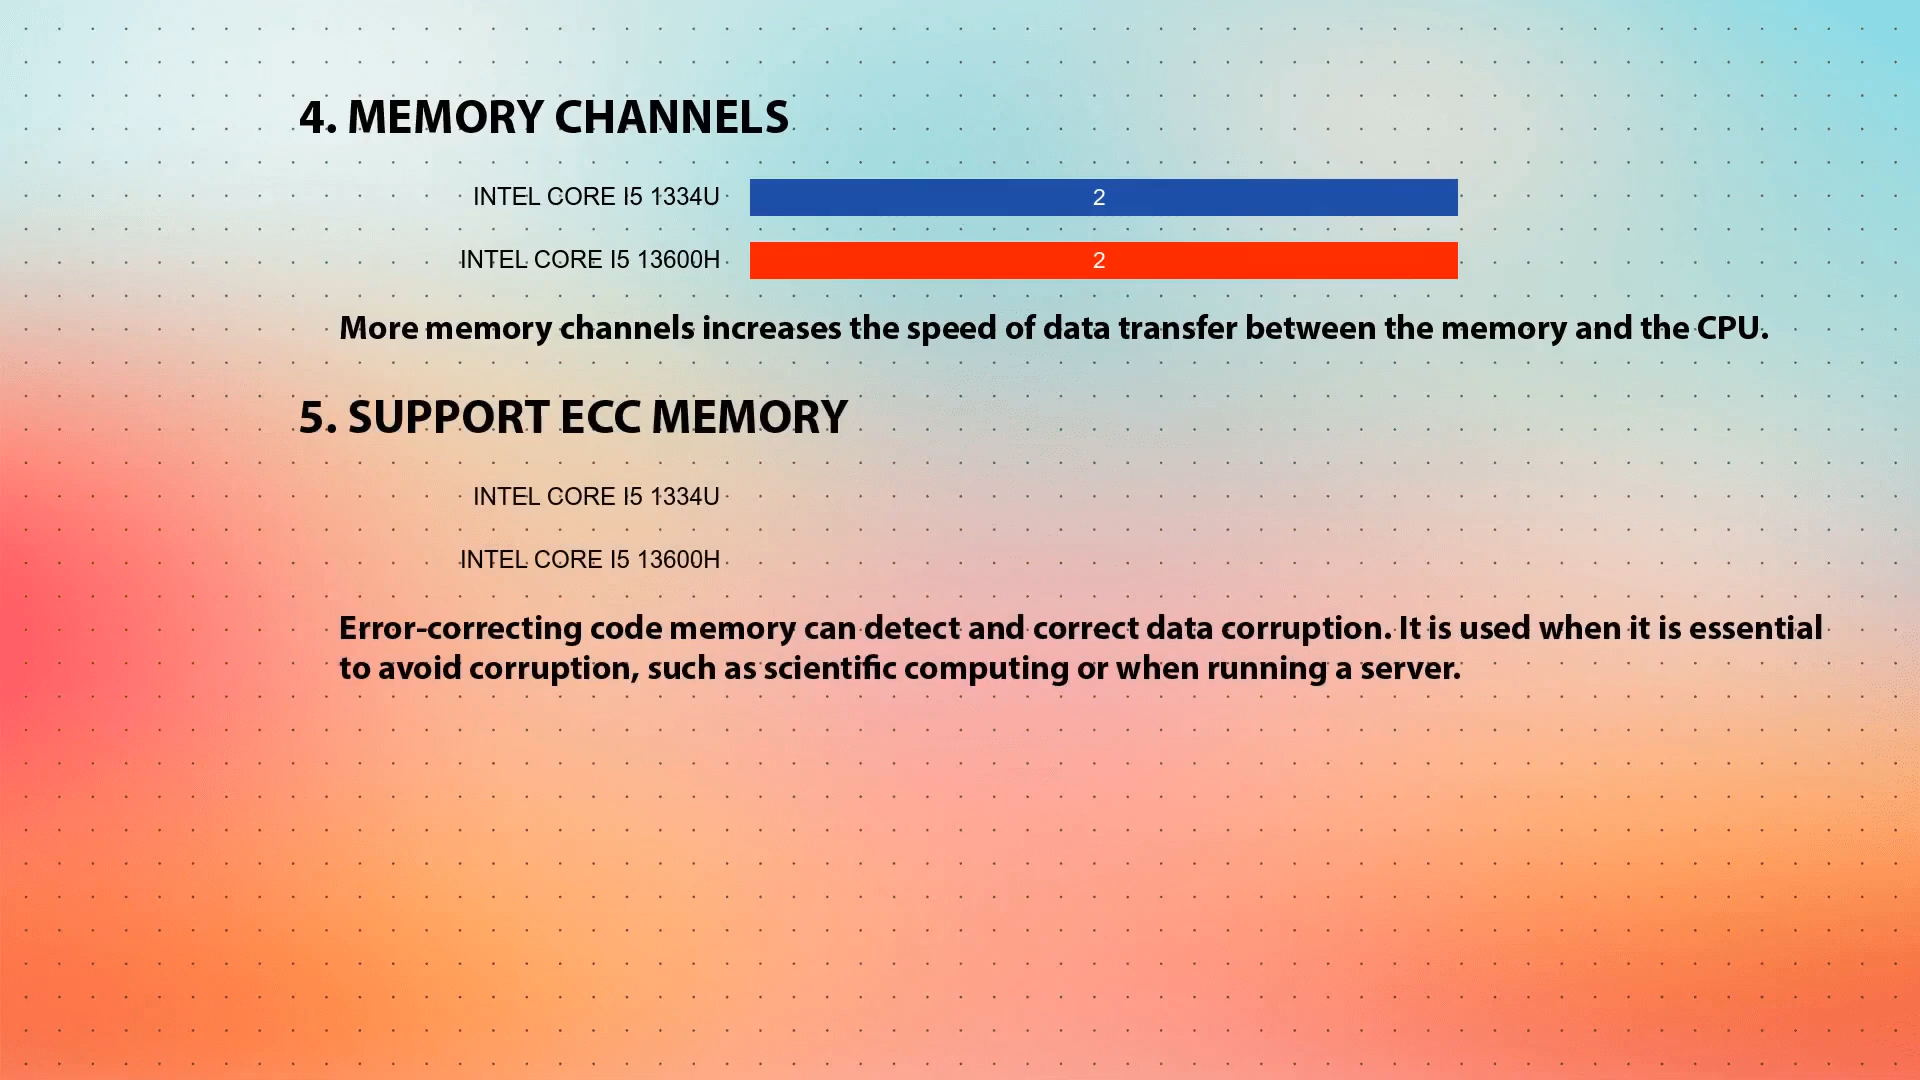 4. MEMORY CHANNELS
INTEL CORE I5 1334U 2
INTEL CORE I5 13600H 2
More memory channels increases the speed of data transfer between the memory and the CPU.
5. SUPPORT ECC MEMORY
INTEL CORE I5 1334U
INTEL CORE I5 13600H
Error-correcting code memory can detect and correct data corruption. It is used when it is essential
to avoid corruption, such as scientific computing or when running a server.